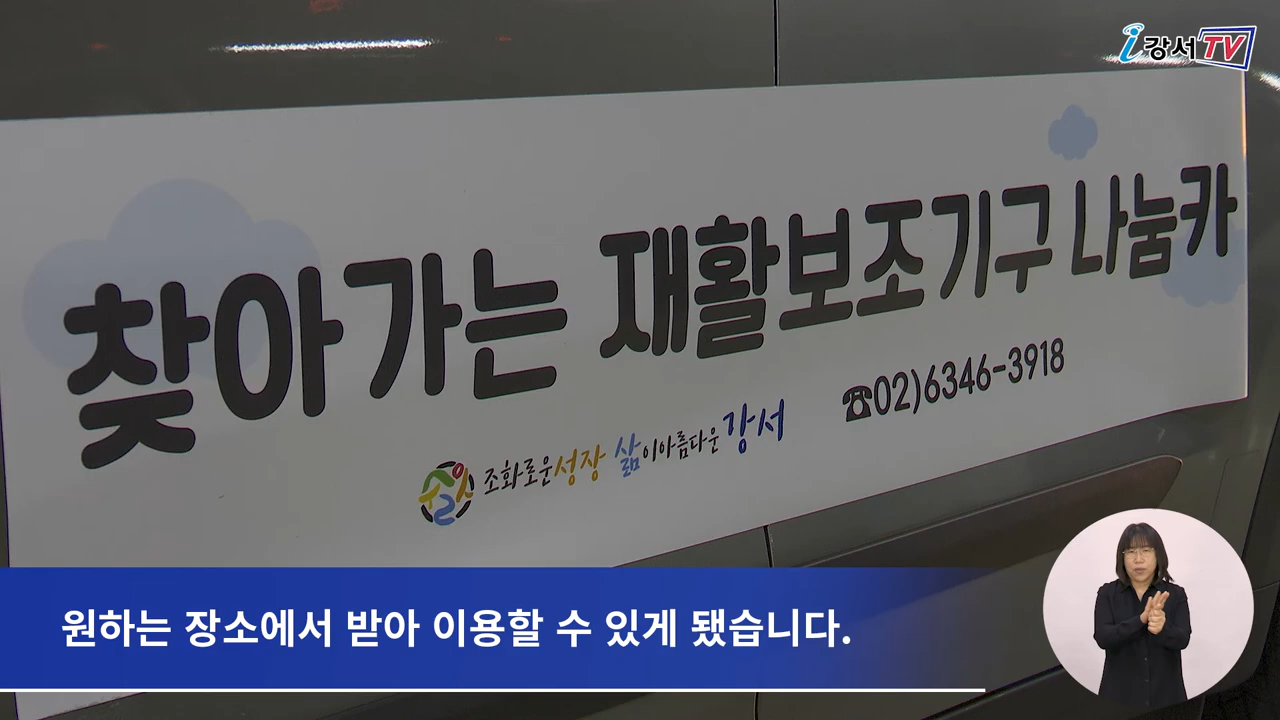 i강서TV
찾아가는 재활보조기구 나눔카
☎02)6346-3918
조화로운성장 삶이아름다운강서
원하는 장소에서 받아 이용할 수 있게 됐습니다.